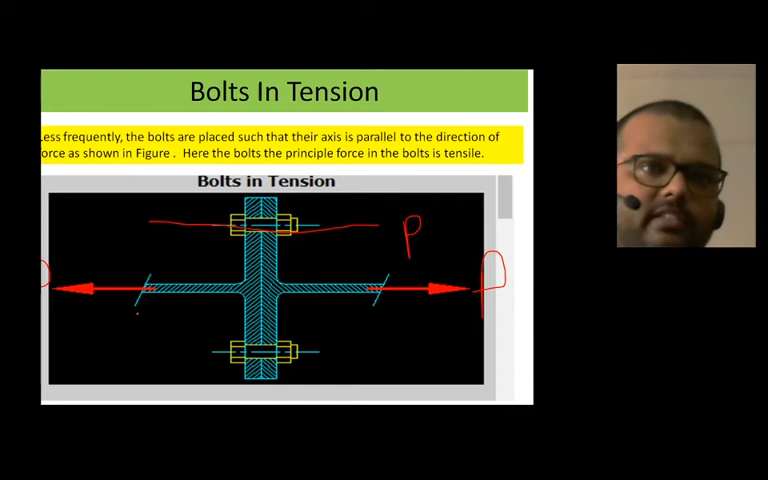 Bolts In Tension
Less frequently, the bolts are placed such that their axis is parallel to the direction of
force as shown in Figure . Here the bolts the principle force in the bolts is tensile.
Bolts in Tension
P
P
P